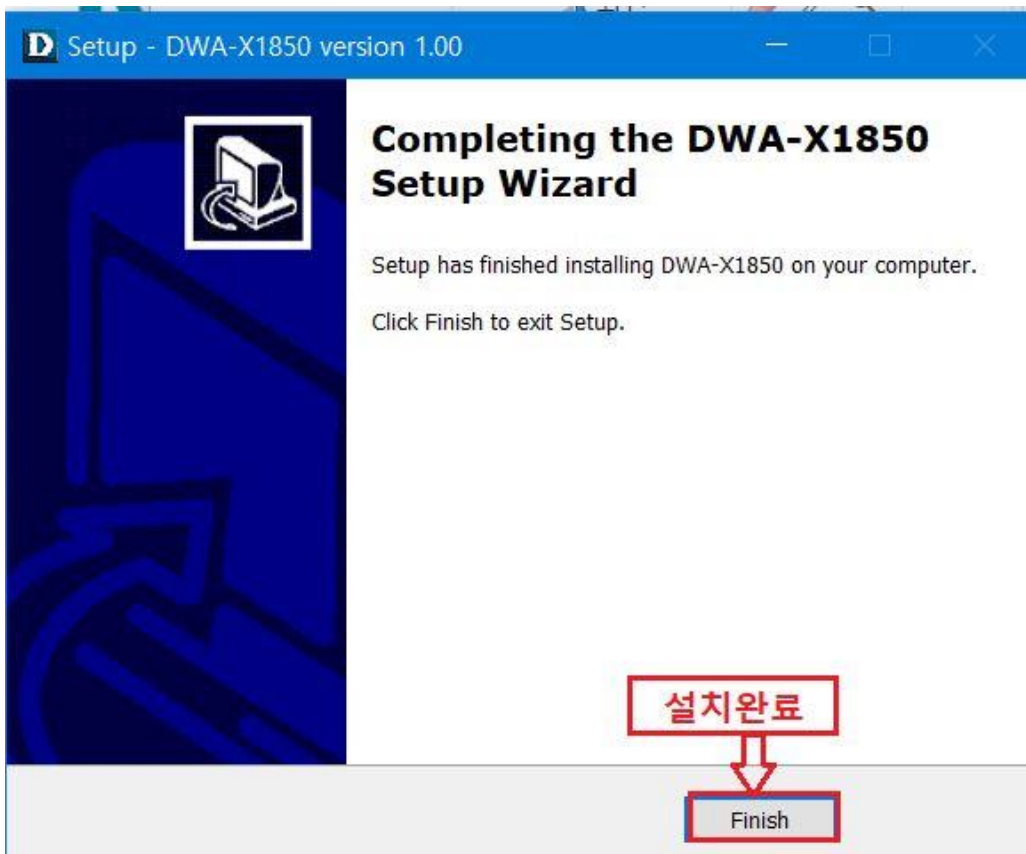 D Setup - DWA-X1850 version 1.00
Completing the DWA-X1850
Setup Wizard
Setup has finished installing DWA-X1850 on your computer.
Click Finish to exit Setup.
설치완료
Finish